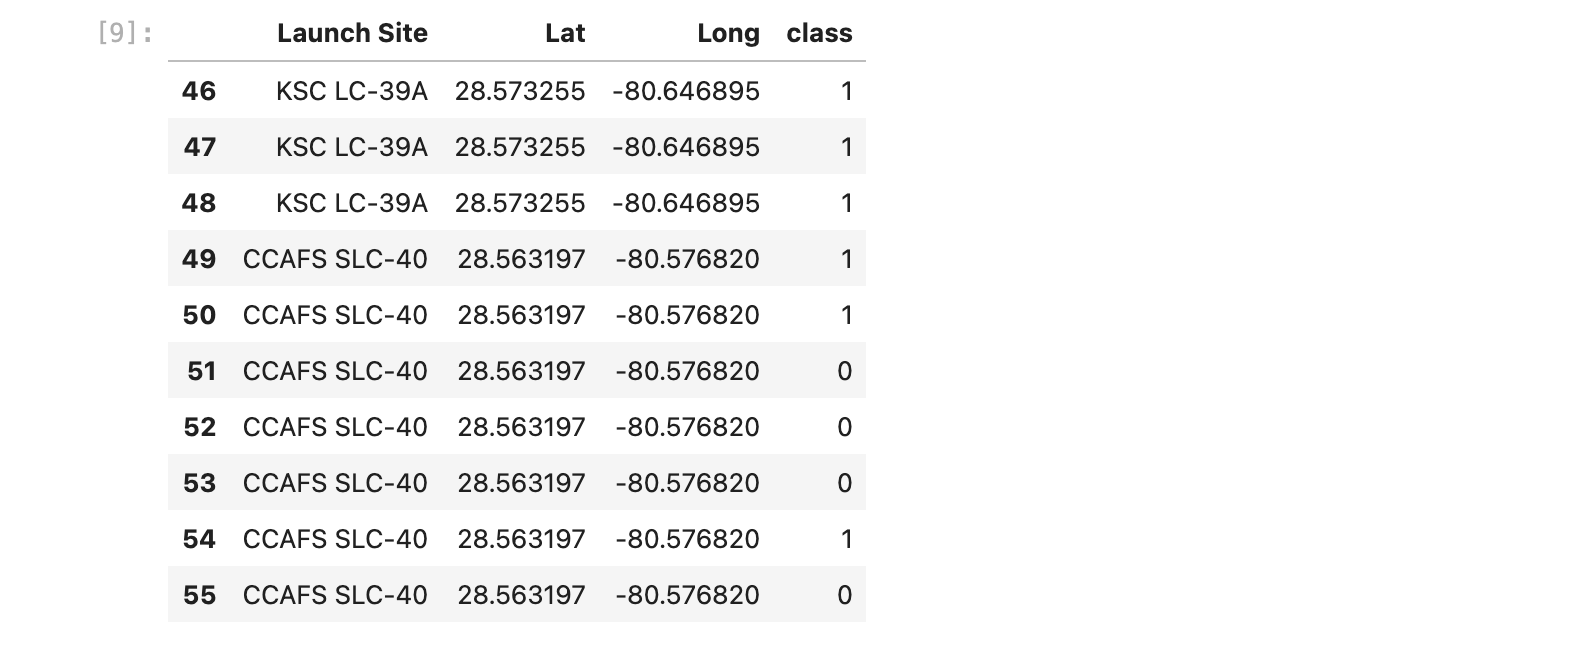 [9]: Launch Site Lat Long class
46 KSC LC-39A 28.573255 -80.646895 1
47 KSC LC-39A 28.573255 -80.646895 1
48 KSC LC-39A 28.573255 -80.646895 1
49 CCAFS SLC-40 28.563197 -80.576820 1
50 CCAFS SLC-40 28.563197 -80.576820 1
51 CCAFS SLC-40 28.563197 -80.576820 0
52 CCAFS SLC-40 28.563197 -80.576820 0
53 CCAFS SLC-40 28.563197 -80.576820 0
54 CCAFS SLC-40 28.563197 -80.576820 1
55 CCAFS SLC-40 28.563197 -80.576820 0